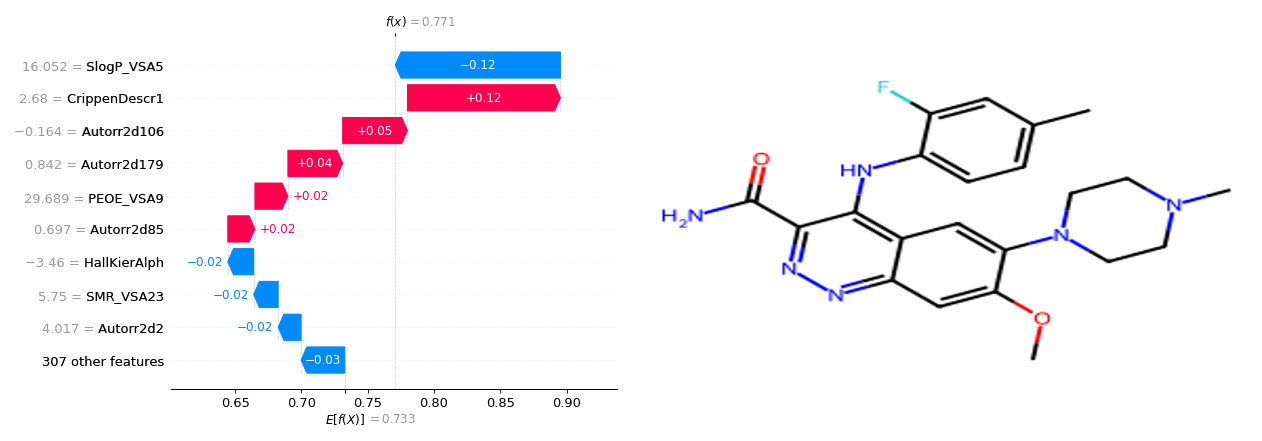 f(x) = 0.771
16.052 = SlogP_VSA5
−0.12
2.68 = CrippenDescr1
+0.12
−0.164 = Autorr2d106
+0.05
0.842 = Autorr2d179
+0.04
29.689 = PEOE_VSA9
+0.02
0.697 = Autorr2d85
+0.02
−3.46 = HallKierAlph
−0.02
5.75 = SMR_VSA23
−0.02
4.017 = Autorr2d2
−0.02
307 other features
−0.03
0.65 0.70 0.75 0.80 0.85 0.90
E[f(X)] = 0.733
F
HN
O
H2N
N
N
N
N
O